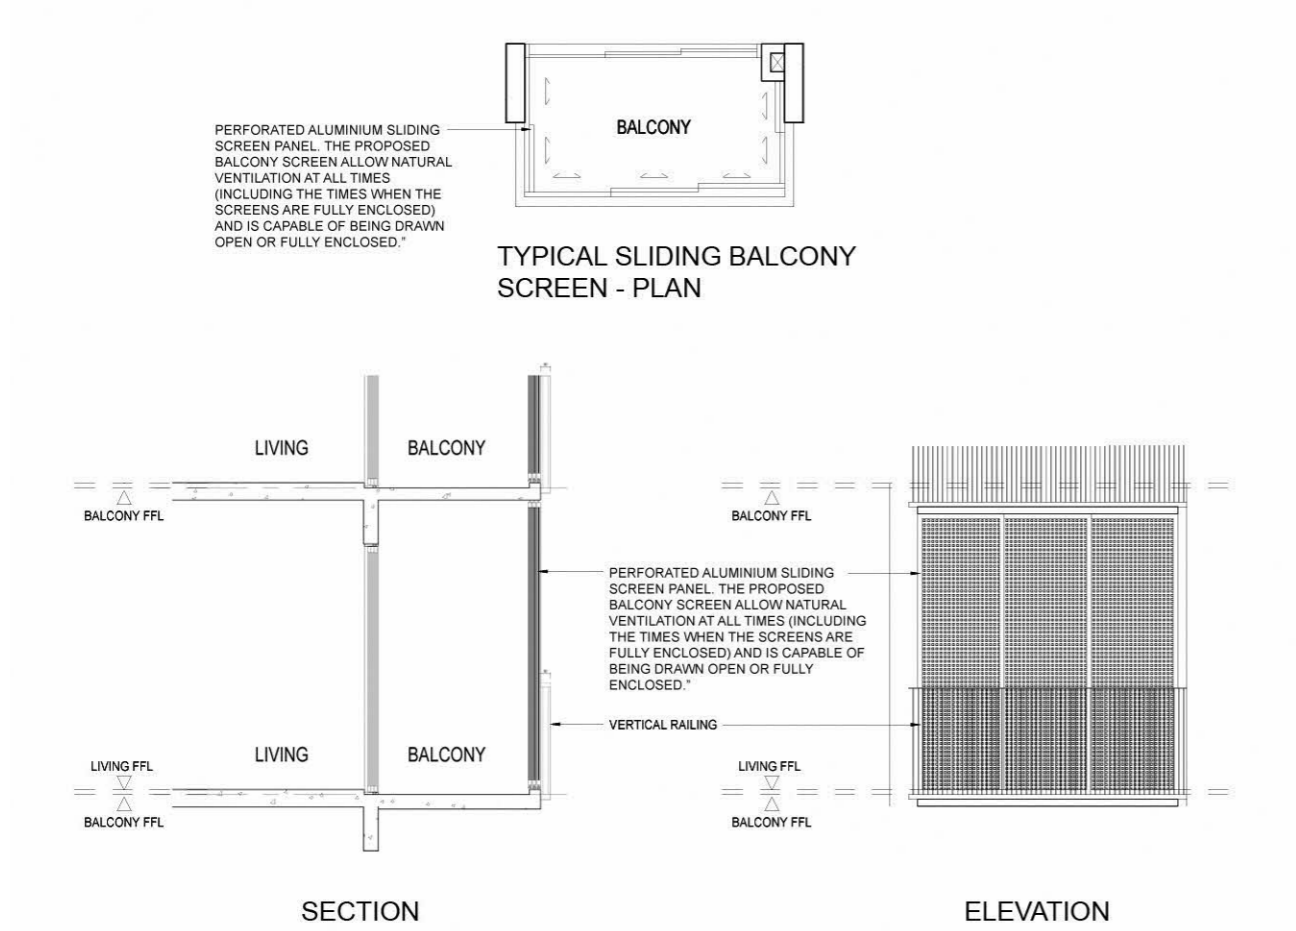 PERFORATED ALUMINIUM SLIDING
SCREEN PANEL. THE PROPOSED
BALCONY SCREEN ALLOW NATURAL
VENTILATION AT ALL TIMES
(INCLUDING THE TIMES WHEN THE
SCREENS ARE FULLY ENCLOSED)
AND IS CAPABLE OF BEING DRAWN
OPEN OR FULLY ENCLOSED."
BALCONY
TYPICAL SLIDING BALCONY
SCREEN - PLAN
LIVING
BALCONY
BALCONY FFL
BALCONY FFL
PERFORATED ALUMINIUM SLIDING
SCREEN PANEL. THE PROPOSED
BALCONY SCREEN ALLOW NATURAL
VENTILATION AT ALL TIMES (INCLUDING
THE TIMES WHEN THE SCREENS ARE
FULLY ENCLOSED) AND IS CAPABLE OF
BEING DRAWN OPEN OR FULLY
ENCLOSED."
VERTICAL RAILING
LIVING
BALCONY
LIVING FFL
BALCONY FFL
LIVING FFL
BALCONY FFL
SECTION
ELEVATION